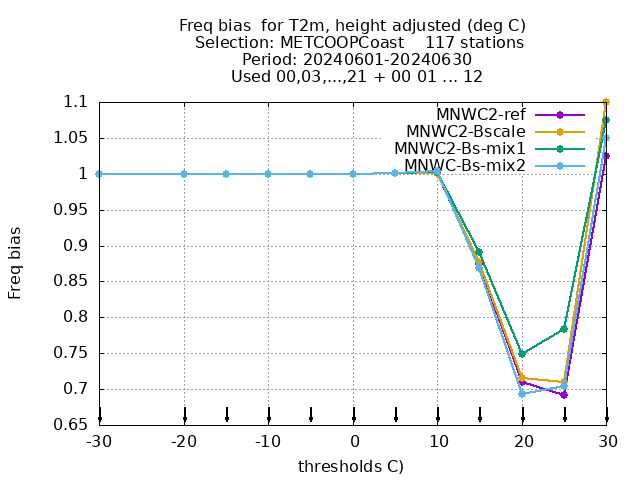 Freq bias  for T2m, height adjusted (deg C)
Selection: METCOOPCoast    117 stations
Period: 20240601-20240630
Used 00,03,...,21 + 00 01 ... 12
MNWC2-ref
MNWC2-Bscale
MNWC2-Bs-mix1
MNWC-Bs-mix2
Freq bias
1.1
1.05
1
0.95
0.9
0.85
0.8
0.75
0.7
0.65
-30 -20 -10 0 10 20 30
thresholds C)